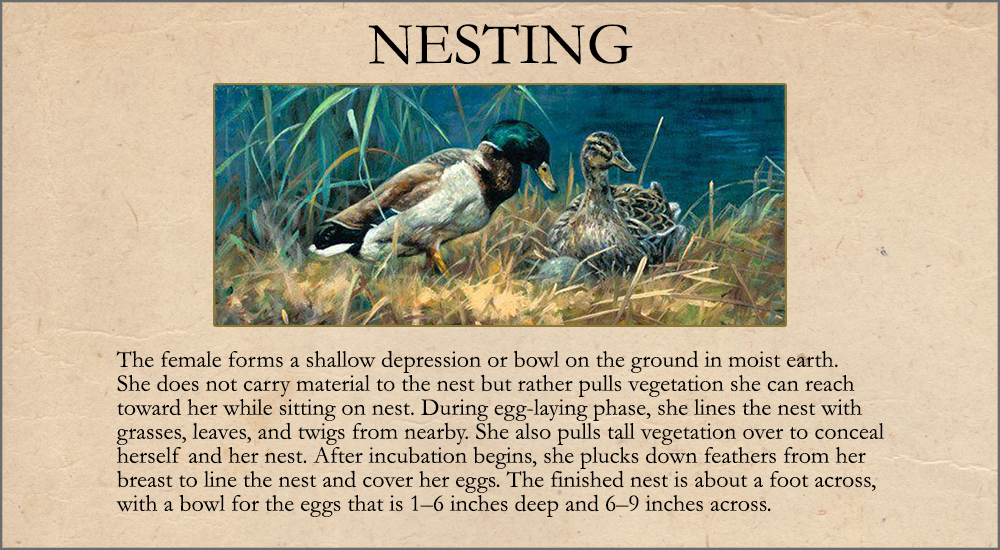 NESTING
The female forms a shallow depression or bowl on the ground in moist earth.
She does not carry material to the nest but rather pulls vegetation she can reach
toward her while sitting on nest. During egg-laying phase, she lines the nest with
grasses, leaves, and twigs from nearby. She also pulls tall vegetation over to conceal
herself and her nest. After incubation begins, she plucks down feathers from her
breast to line the nest and cover her eggs. The finished nest is about a foot across,
with a bowl for the eggs that is 1–6 inches deep and 6–9 inches across.